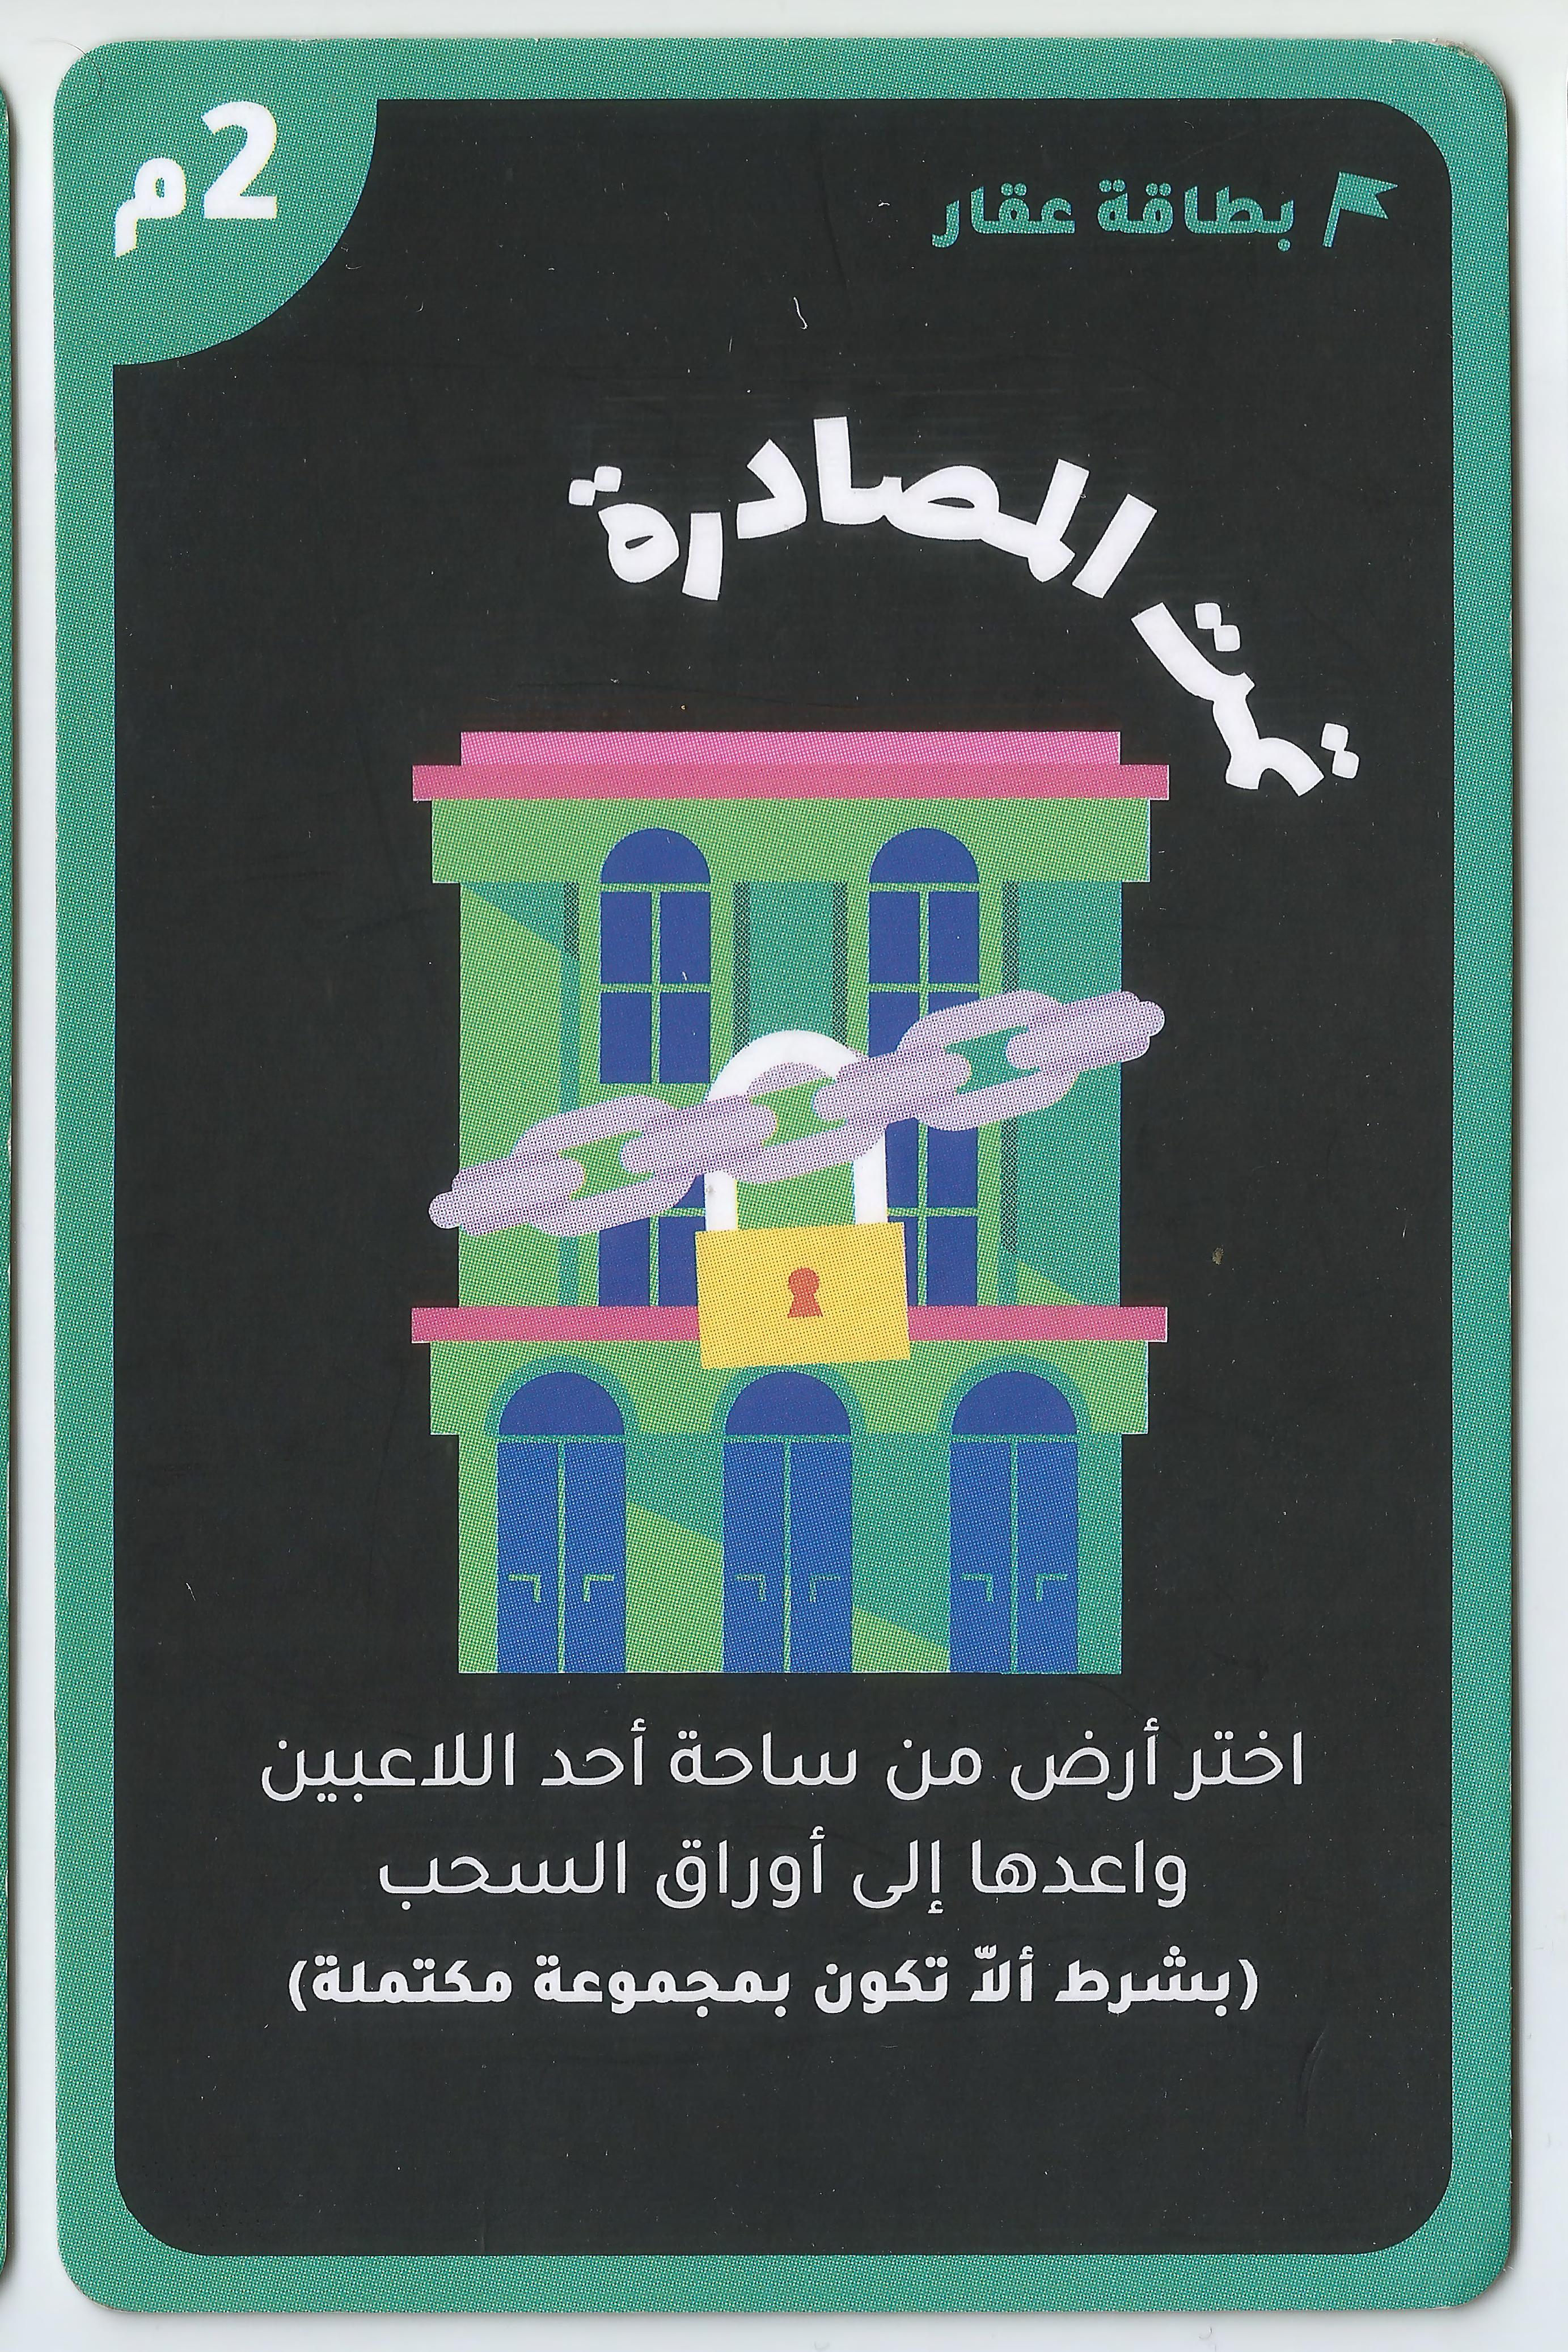 بطاقة عقار
2م
تمت المصادرة
اختر أرض من ساحة أحد اللاعبين
واعدها إلى أوراق السحب
(بشرط ألاّ تكون بمجموعة مكتملة)